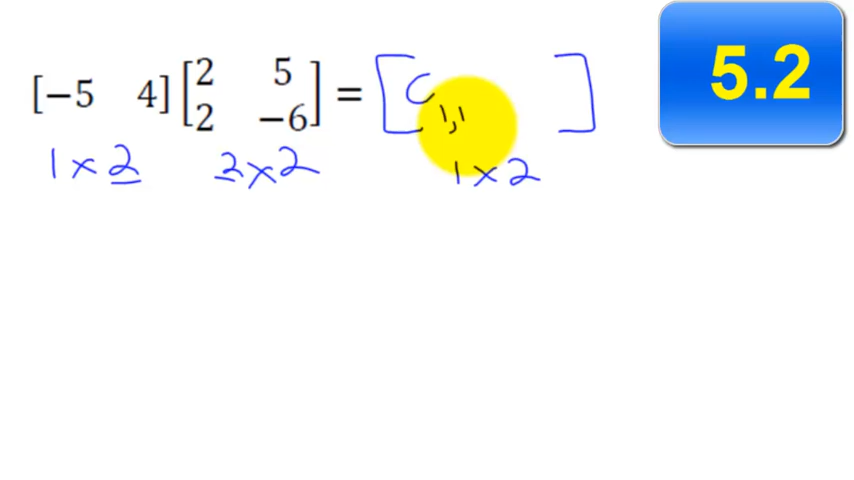 [−5 4] [2 5 = [C₁,₁ ]
2 −6]
1 × 2 2 × 2 1 × 2
5.2